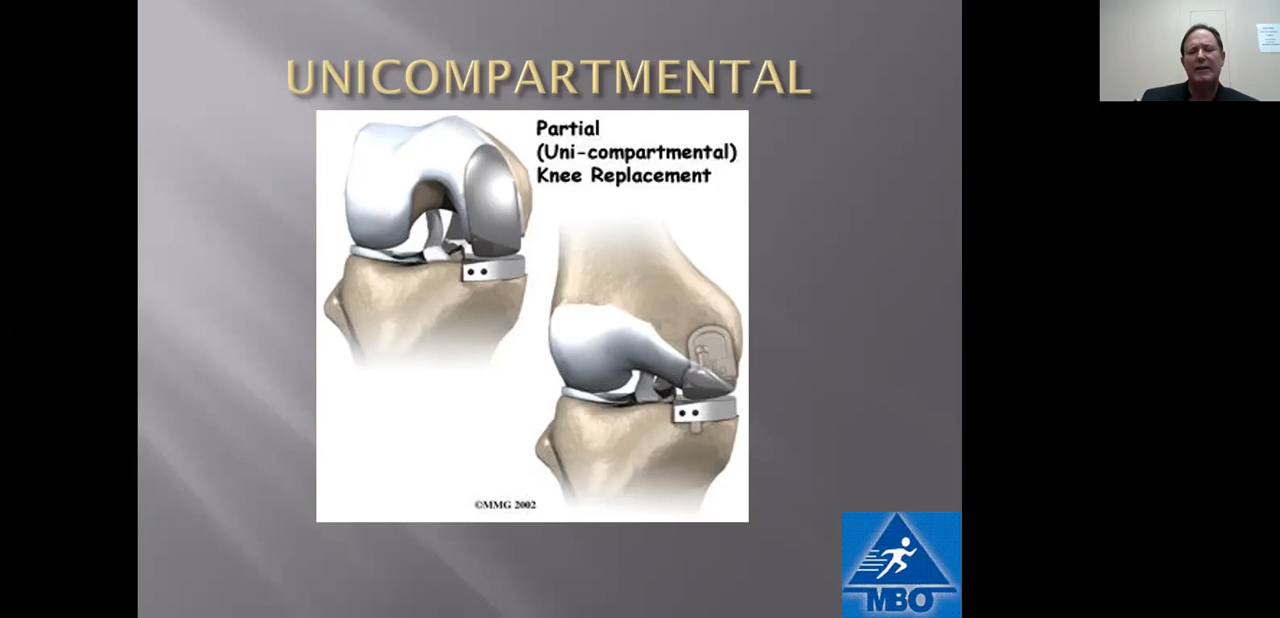 UNICOMPARTMENTAL
Partial
(Uni-compartmental)
Knee Replacement
©MMG 2002
MBO